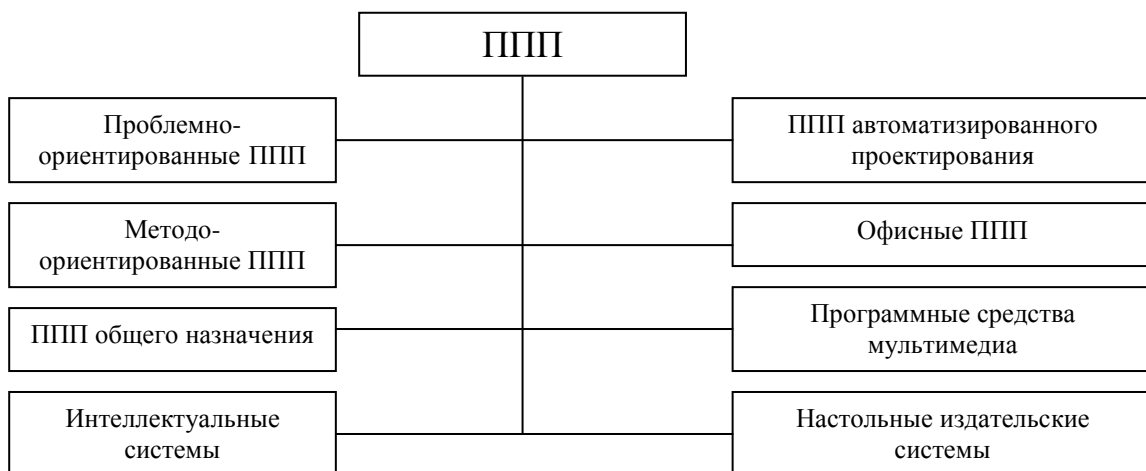 ППП
Проблемно-
ориентированные ППП
ППП автоматизированного
проектирования
Методо-
ориентированные ППП
Офисные ППП
ППП общего назначения
Программные средства
мультимедиа
Интеллектуальные
системы
Настольные издательские
системы